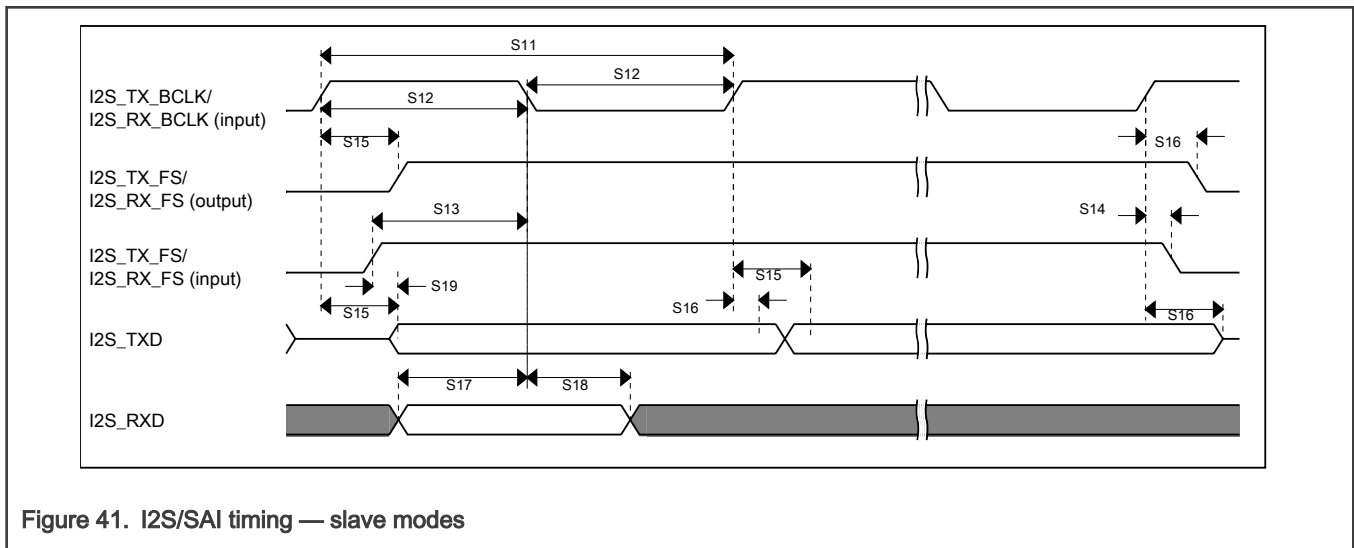 S11
S12
I2S_TX_BCLK/
I2S_RX_BCLK (input)
S12
S15
S16
I2S_TX_FS/
I2S_RX_FS (output)
S13
S14
I2S_TX_FS/
I2S_RX_FS (input)
S15
S19
S16
S15
S16
I2S_TXD
S17
S18
I2S_RXD
Figure 41. I2S/SAI timing — slave modes